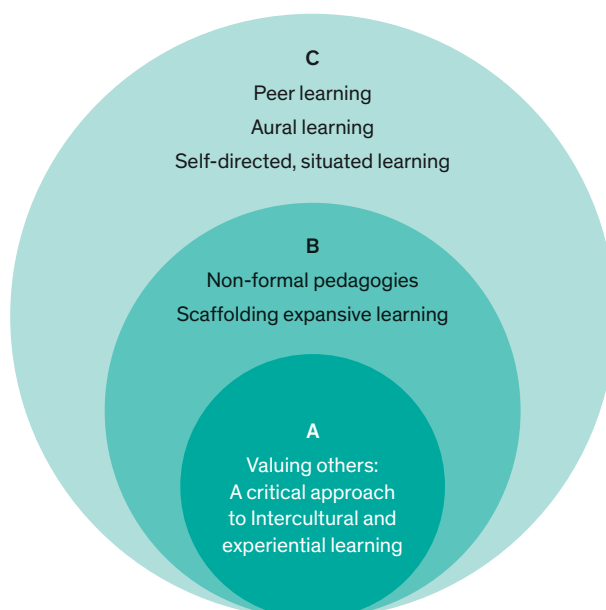 C
Peer learning
Aural learning
Self-directed, situated learning
B
Non-formal pedagogies
Scaffolding expansive learning
A
Valuing others:
A critical approach
to Intercultural and
experiential learning